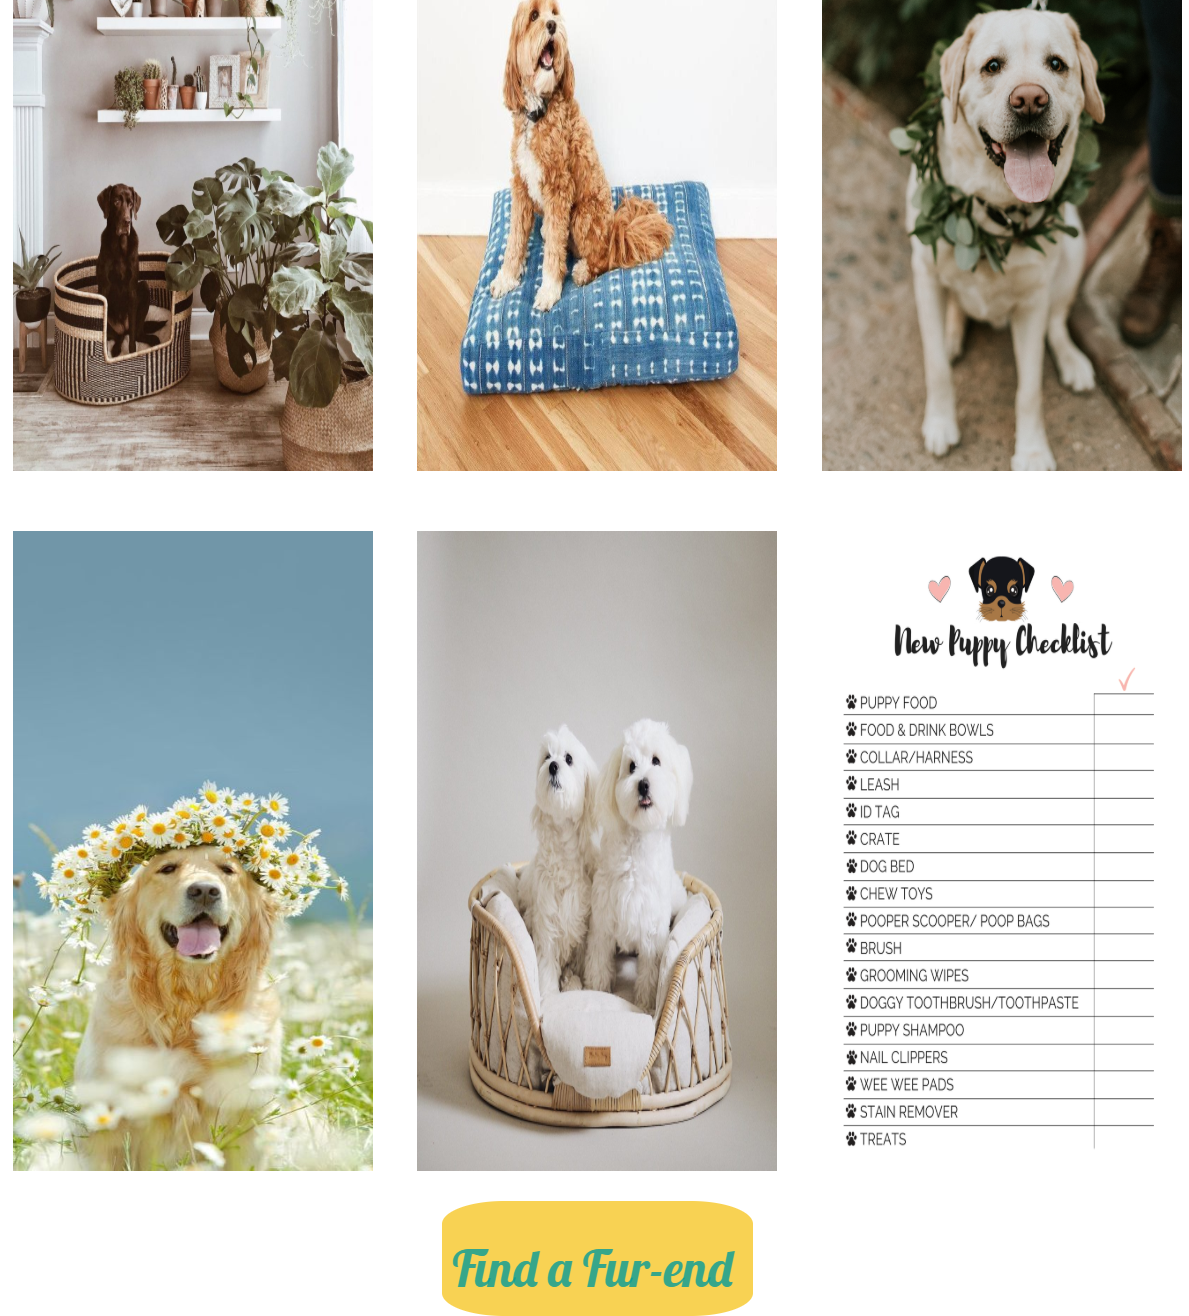 New Puppy Checklist
PUPPY FOOD
FOOD & DRINK BOWLS
COLLAR/HARNESS
LEASH
ID TAG
CRATE
DOG BED
CHEW TOYS
POOPER SCOOPER/ POOP BAGS
BRUSH
GROOMING WIPES
DOGGY TOOTHBRUSH/TOOTHPASTE
PUPPY SHAMPOO
NAIL CLIPPERS
WEE WEE PADS
STAIN REMOVER
TREATS
Find a Fur-end